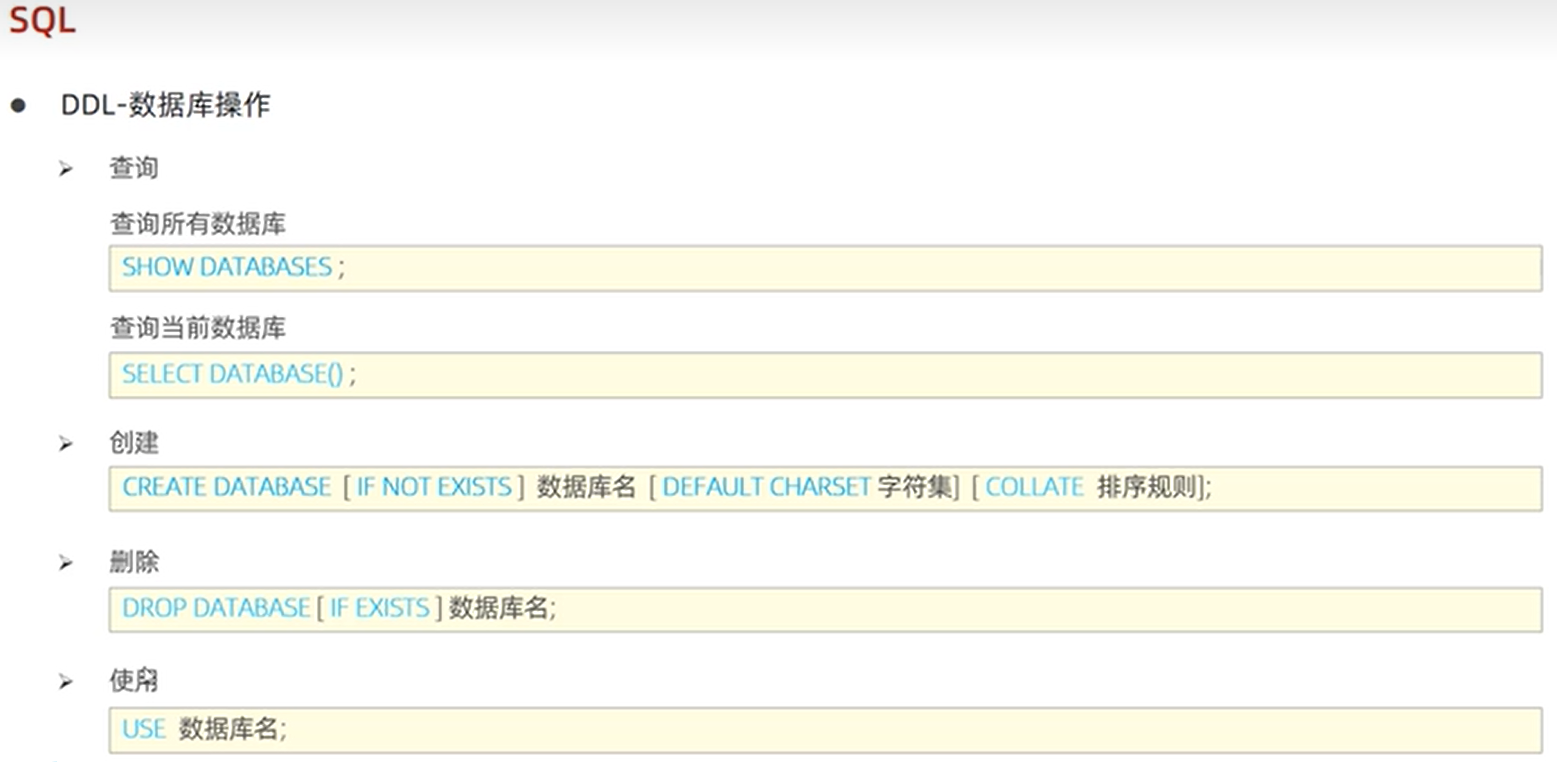 SQL
DDL-数据库操作
查询
查询所有数据库
SHOW DATABASES ;
查询当前数据库
SELECT DATABASE() ;
创建
CREATE DATABASE [ IF NOT EXISTS ] 数据库名 [ DEFAULT CHARSET 字符集] [ COLLATE 排序规则];
删除
DROP DATABASE [ IF EXISTS ] 数据库名;
使用
USE 数据库名;